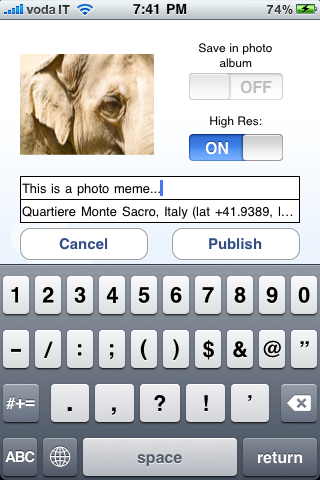 voda IT 7:41 PM 74%
Save in photo
album
OFF
High Res:
ON
This is a photo meme...
Quartiere Monte Sacro, Italy (lat +41.9389, l...
Cancel Publish
1 2 3 4 5 6 7 8 9 0
- / : ; ( ) $ & @ ”
#+= . , ? ! ’
ABC space return